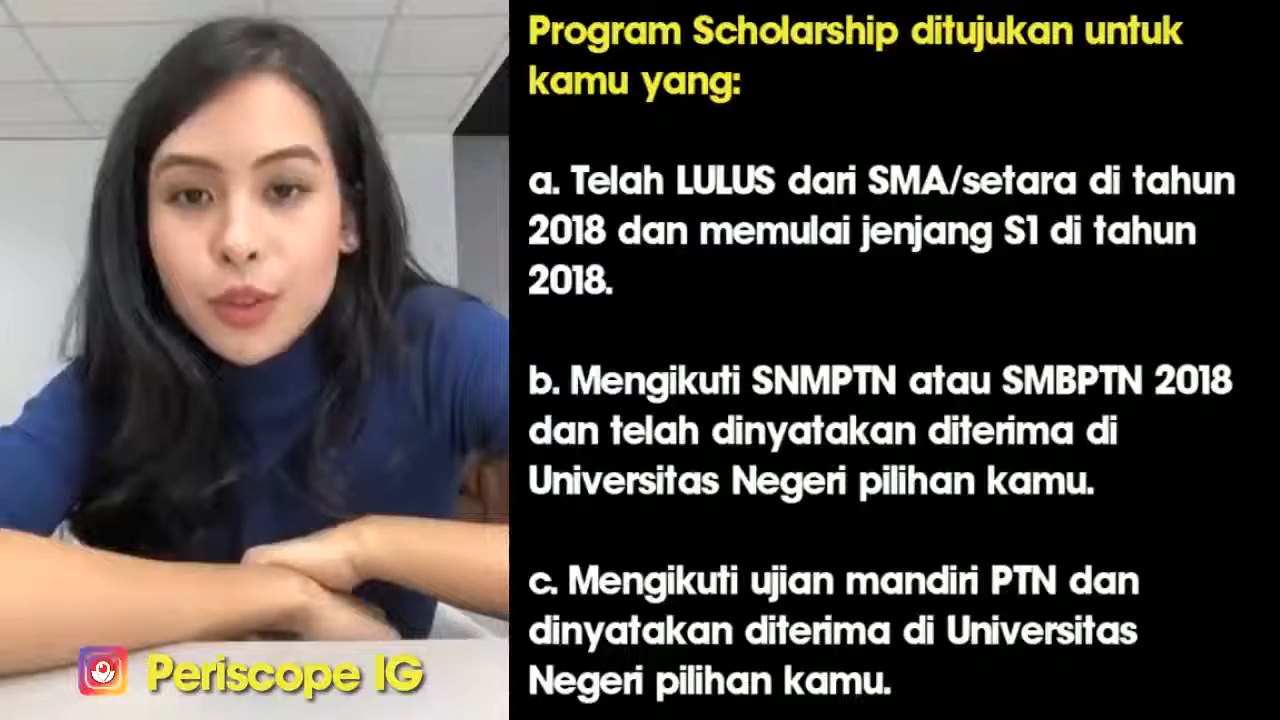 Program Scholarship ditujukan untuk
kamu yang:
a. Telah LULUS dari SMA/setara di tahun
2018 dan memulai jenjang S1 di tahun
2018.
b. Mengikuti SNMPTN atau SMBPTN 2018
dan telah dinyatakan diterima di
Universitas Negeri pilihan kamu.
c. Mengikuti ujian mandiri PTN dan
dinyatakan diterima di Universitas
Negeri pilihan kamu.
Periscope IG